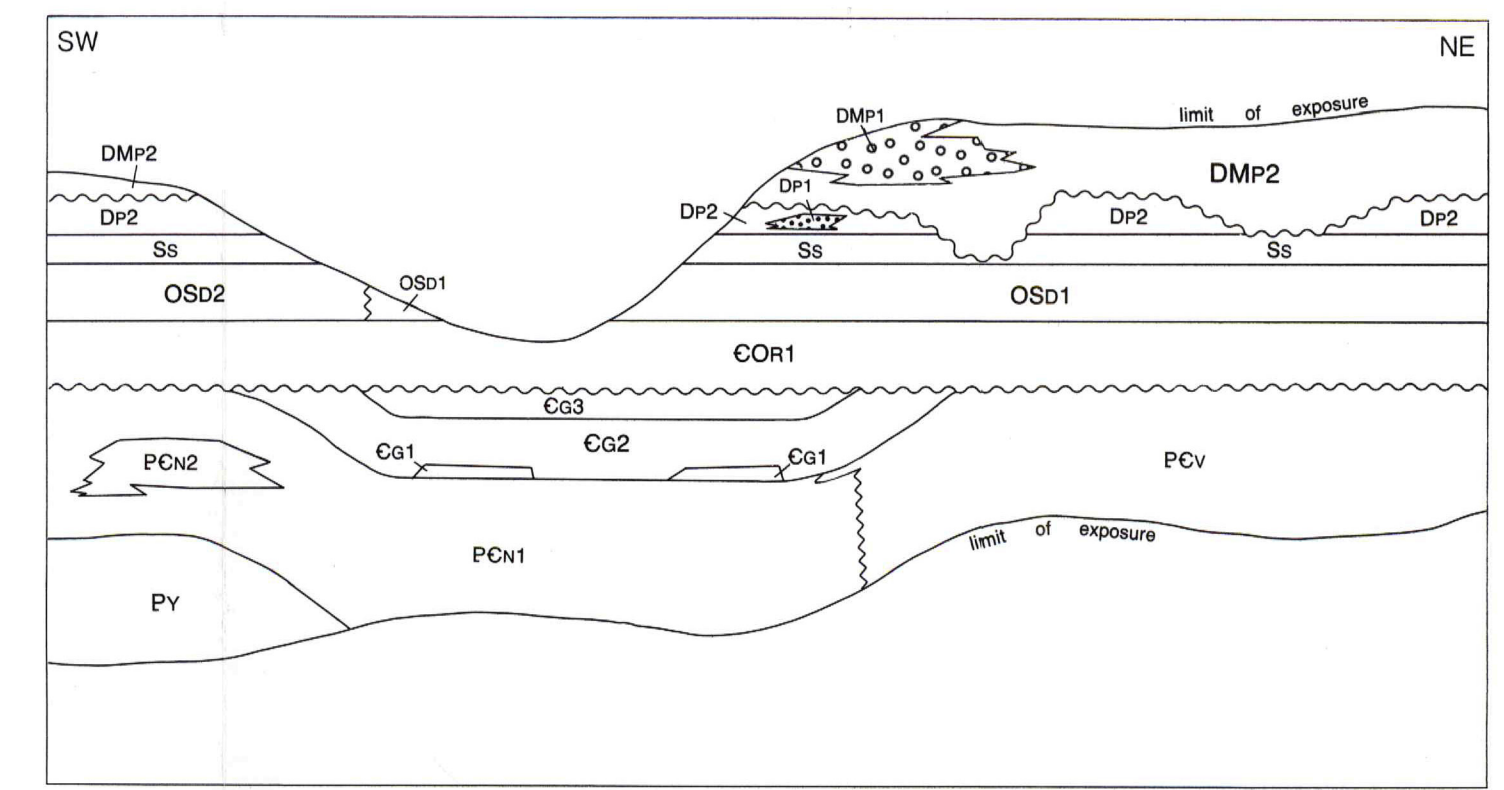 SW
NE
limit of exposure
DMP1
DMP2
DMP2
DP1
DP2
DP2
DP2
DP2
SS
SS
SS
OSD2
OSD1
OSD1
ЄOR1
ЄG3
ЄG2
ЄG1
ЄG1
PЄN2
PЄV
limit of exposure
PЄN1
PY